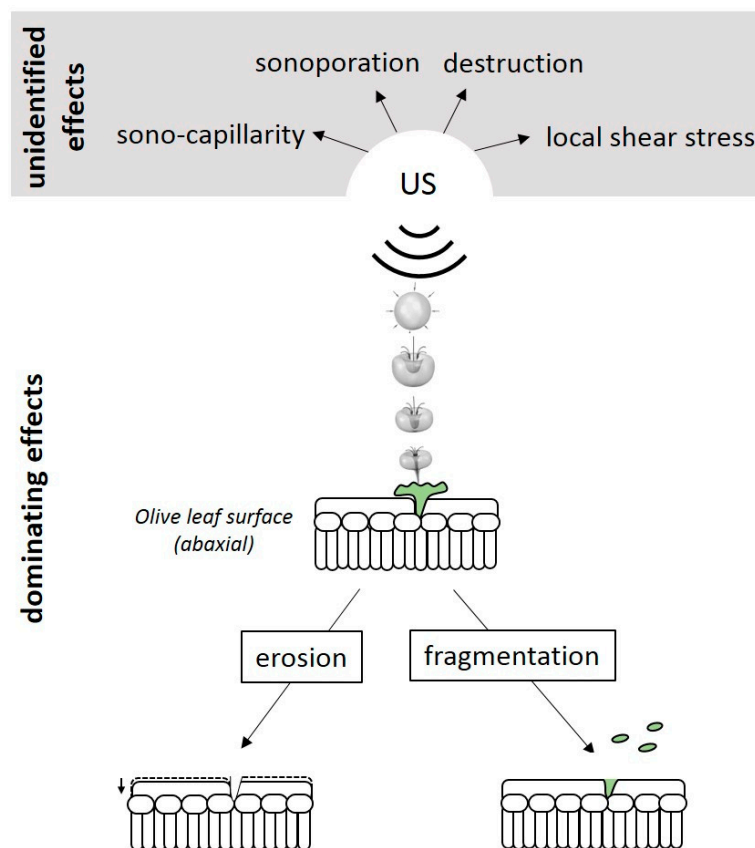 unidentified
effects
sonoporation
destruction
sono-capillarity
local shear stress
US
dominating effects
Olive leaf surface
(abaxial)
erosion
fragmentation